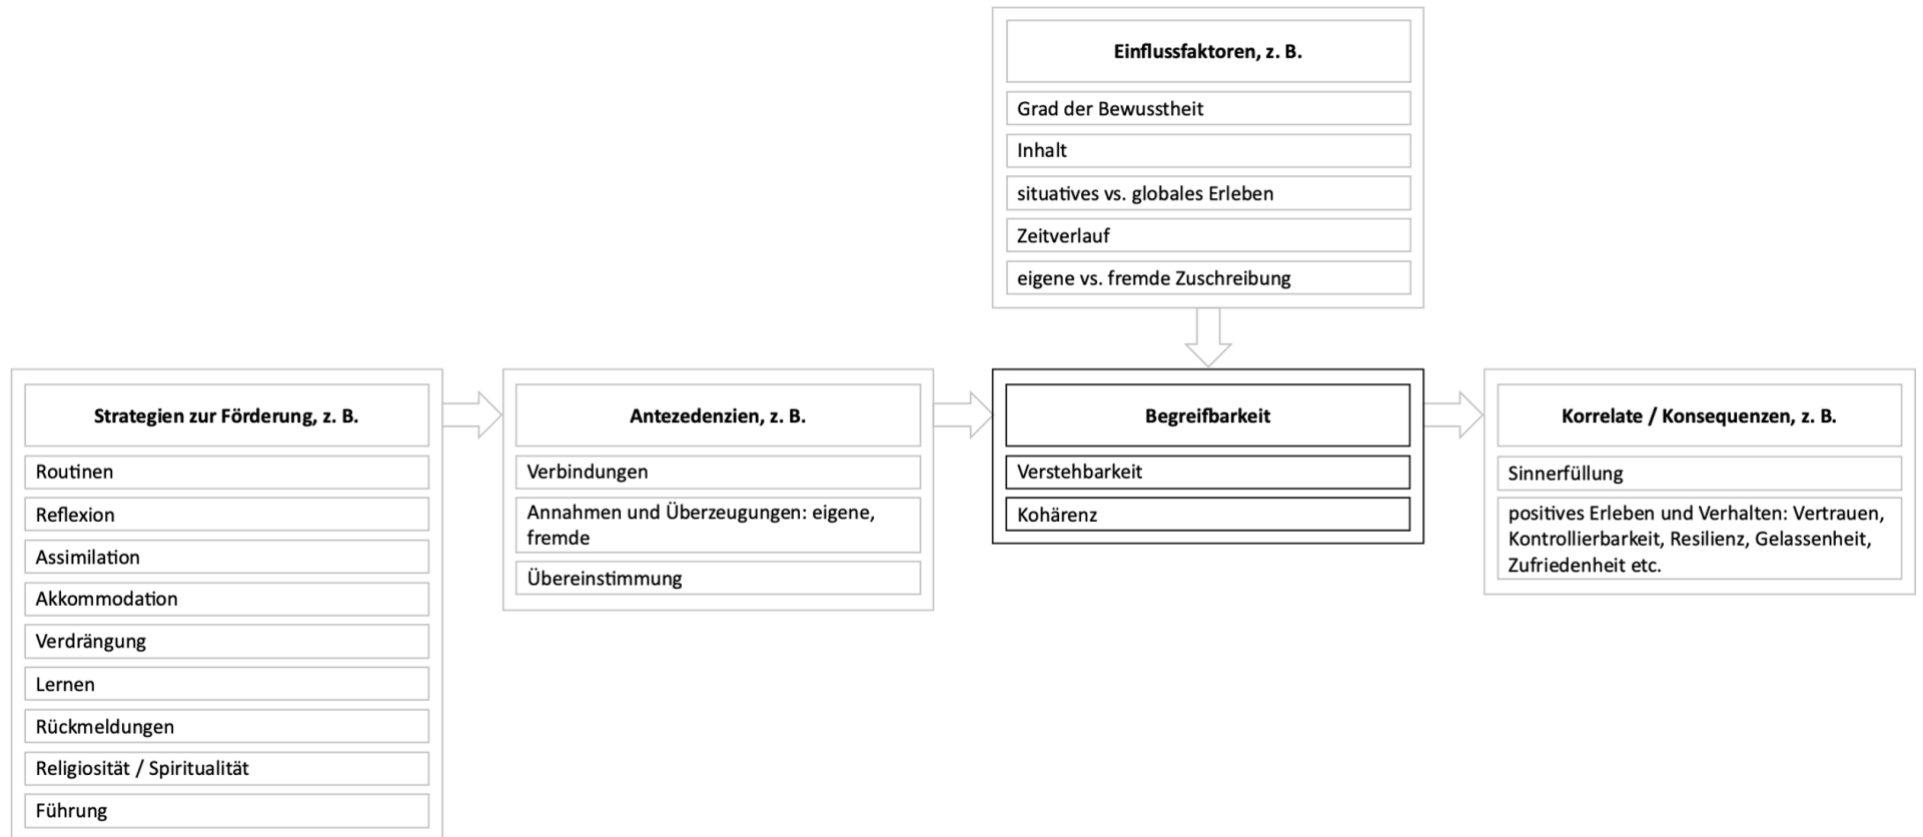 Einflussfaktoren, z. B.
Grad der Bewusstheit
Inhalt
situatives vs. globales Erleben
Zeitverlauf
eigene vs. fremde Zuschreibung
Strategien zur Förderung, z. B.
Routinen
Reflexion
Assimilation
Akkommodation
Verdrängung
Lernen
Rückmeldungen
Religiosität / Spiritualität
Führung
Antezedenzien, z. B.
Verbindungen
Annahmen und Überzeugungen: eigene,
fremde
Übereinstimmung
Begreifbarkeit
Verstehbarkeit
Kohärenz
Korrelate / Konsequenzen, z. B.
Sinnerfüllung
positives Erleben und Verhalten: Vertrauen,
Kontrollierbarkeit, Resilienz, Gelassenheit,
Zufriedenheit etc.